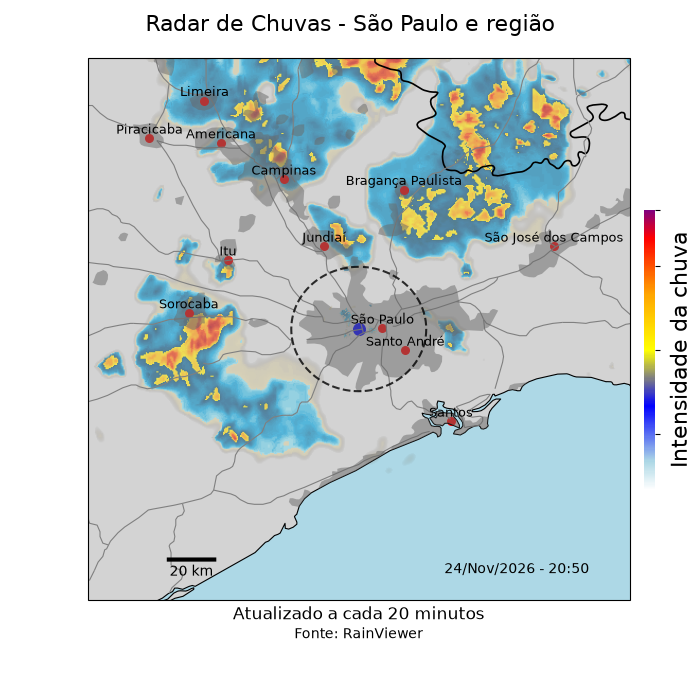 Radar de Chuvas - São Paulo e região
Limeira
Piracicaba
Americana
Campinas
Bragança Paulista
Jundiaí
São José dos Campos
Itu
Sorocaba
São Paulo
Santo André
Santos
Intensidade da chuva
20 km
24/Nov/2026 - 20:50
Atualizado a cada 20 minutos
Fonte: RainViewer